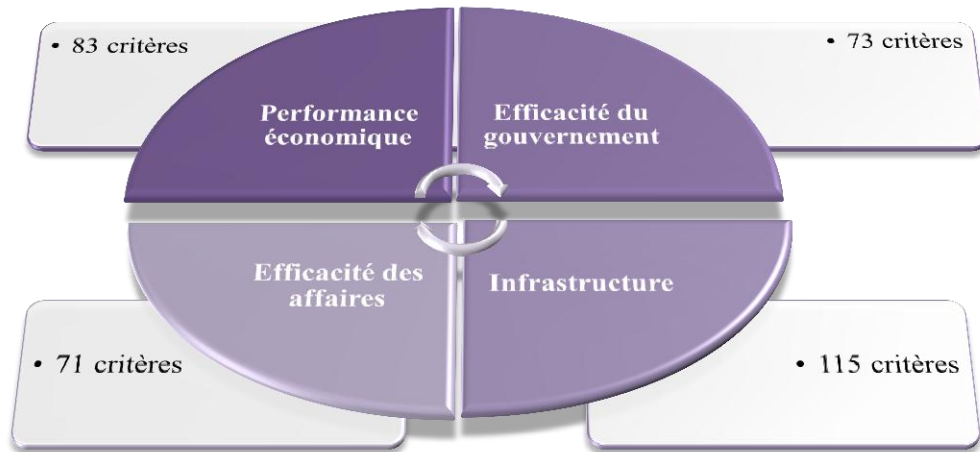 • 83 critères
• 73 critères
Performance
économique
Efficacité du
gouvernement
Efficacité des
affaires
Infrastructure
• 71 critères
• 115 critères